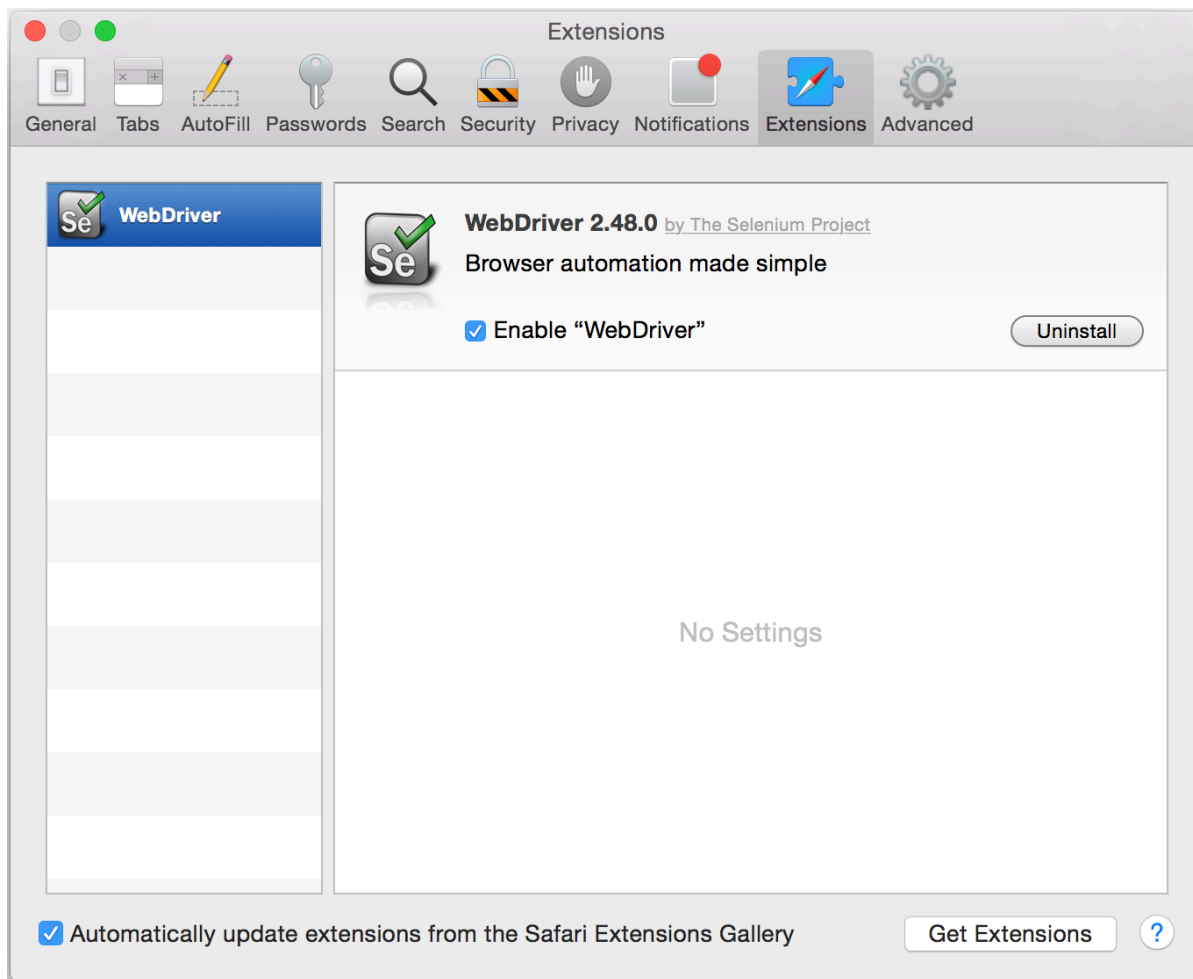 Extensions
General Tabs AutoFill Passwords Search Security Privacy Notifications Extensions Advanced
Se WebDriver
Se
WebDriver 2.48.0 by The Selenium Project
Browser automation made simple
Enable “WebDriver” Uninstall
No Settings
Automatically update extensions from the Safari Extensions Gallery Get Extensions ?